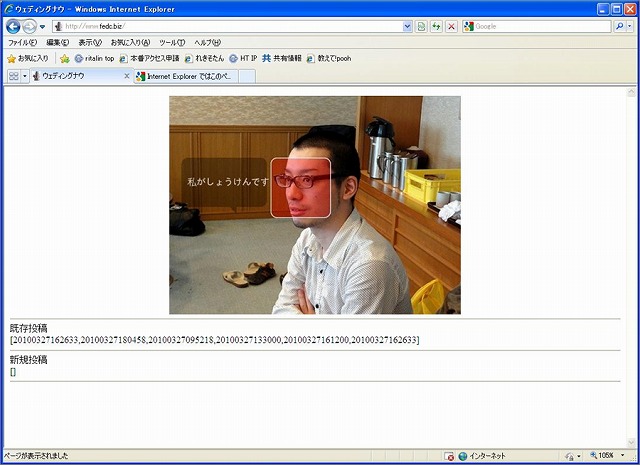 ウェディングナウ - Windows Internet Explorer
http://www.fedc.biz/
Google
ファイル(F) 編集(E) 表示(V) お気に入り(A) ツール(T) ヘルプ(H)
お気に入り ritalin top 本番アクセス申請 れきそたん HT IP 共有情報 教えて!pooh
ウェディングナウ Internet Explorer ではこのペ...
私がしょうけんです
既存投稿
[20100327162633,20100327180458,20100327095218,20100327133000,20100327161200,20100327162633]
新規投稿
[]
ページが表示されました インターネット 105%